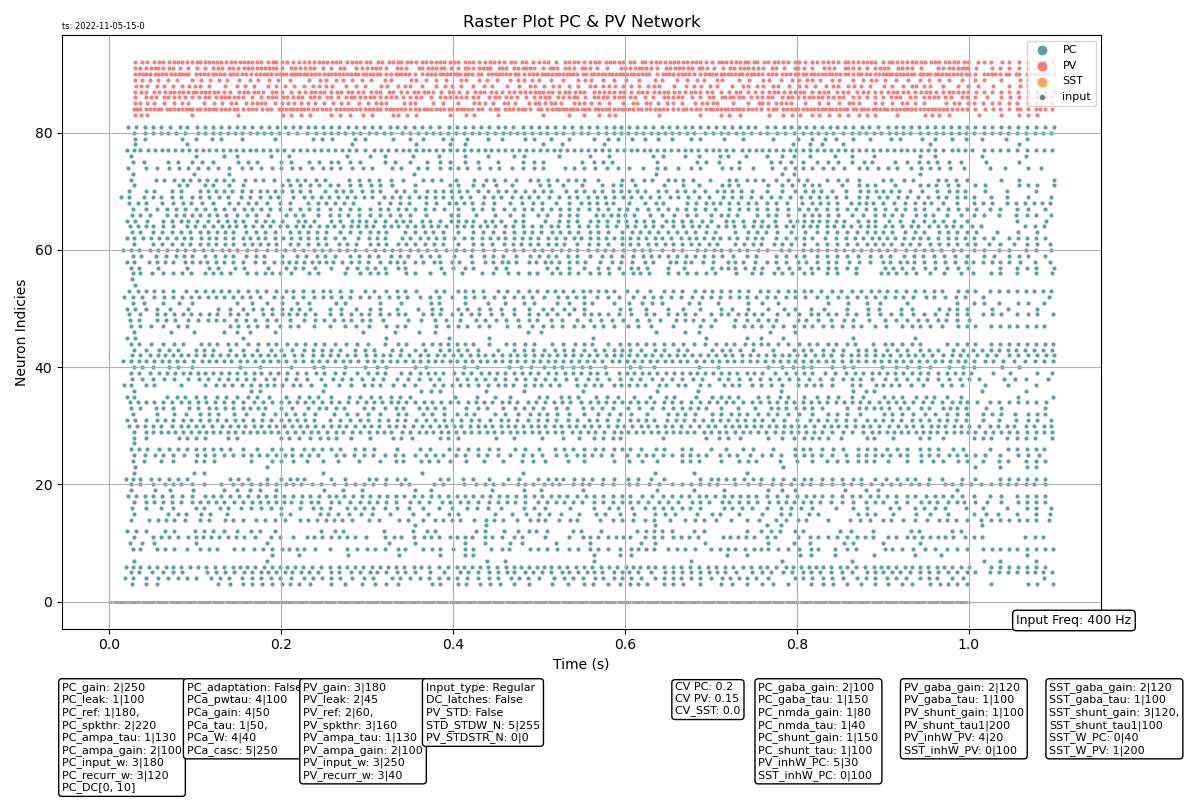 ts: 2022-11-05-15-0
Raster Plot PC & PV Network
PC
PV
SST
input
Neuron Indicies
80
60
40
20
0
0.0 0.2 0.4 0.6 0.8 1.0
Time (s)
Input Freq: 400 Hz
PC_gain: 2|250
PC_leak: 1|100
PC_ref: 1|180,
PC_spkthr: 2|220
PC_ampa_tau: 1|130
PC_ampa_gain: 2|100
PC_input_w: 3|180
PC_recurr_w: 3|120
PC_DC[0, 10]
PC_adaptation: False
PCa_pwtau: 4|100
PCa_gain: 4|50
PCa_tau: 1|50,
PCa_W: 4|40
PCa_casc: 5|250
PV_gain: 3|180
PV_leak: 2|45
PV_ref: 2|60,
PV_spkthr: 3|160
PV_ampa_tau: 1|130
PV_ampa_gain: 2|100
PV_input_w: 3|250
PV_recurr_w: 3|40
Input_type: Regular
DC_latches: False
PV_STD: False
STD_STDW_N: 5|255
PV_STDSTR_N: 0|0
CV PC: 0.2
CV PV: 0.15
CV_SST: 0.0
PC_gaba_gain: 2|100
PC_gaba_tau: 1|150
PC_nmda_gain: 1|80
PC_nmda_tau: 1|40
PC_shunt_gain: 1|150
PC_shunt_tau: 1|100
PV_inhW_PC: 5|30
SST_inhW_PC: 0|100
PV_gaba_gain: 2|120
PV_gaba_tau: 1|100
PV_shunt_gain: 1|100
PV_shunt_tau1|200
PV_inhW_PV: 4|20
SST_inhW_PV: 0|100
SST_gaba_gain: 2|120
SST_gaba_tau: 1|100
SST_shunt_gain: 3|120,
SST_shunt_tau1|100
SST_W_PC: 0|40
SST_W_PV: 1|200